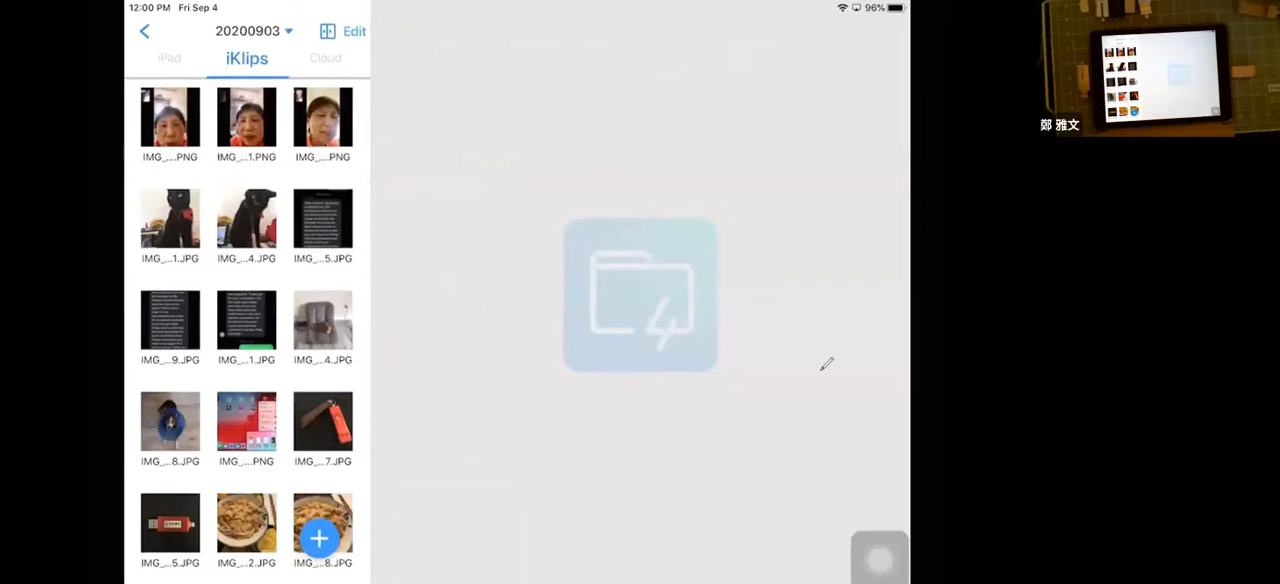 12:00 PM Fri Sep 4
96%
20200903
Edit
iPad
iKlips
Cloud
IMG_....PNG
IMG_...1.PNG
IMG_....PNG
IMG_...1.JPG
IMG_...4.JPG
IMG_...5.JPG
IMG_...9.JPG
IMG_...1.JPG
IMG_...4.JPG
IMG_...8.JPG
IMG_....PNG
IMG_...7.JPG
IMG_...5.JPG
IMG_...2.JPG
IMG_...8.JPG
4
鄭 雅文